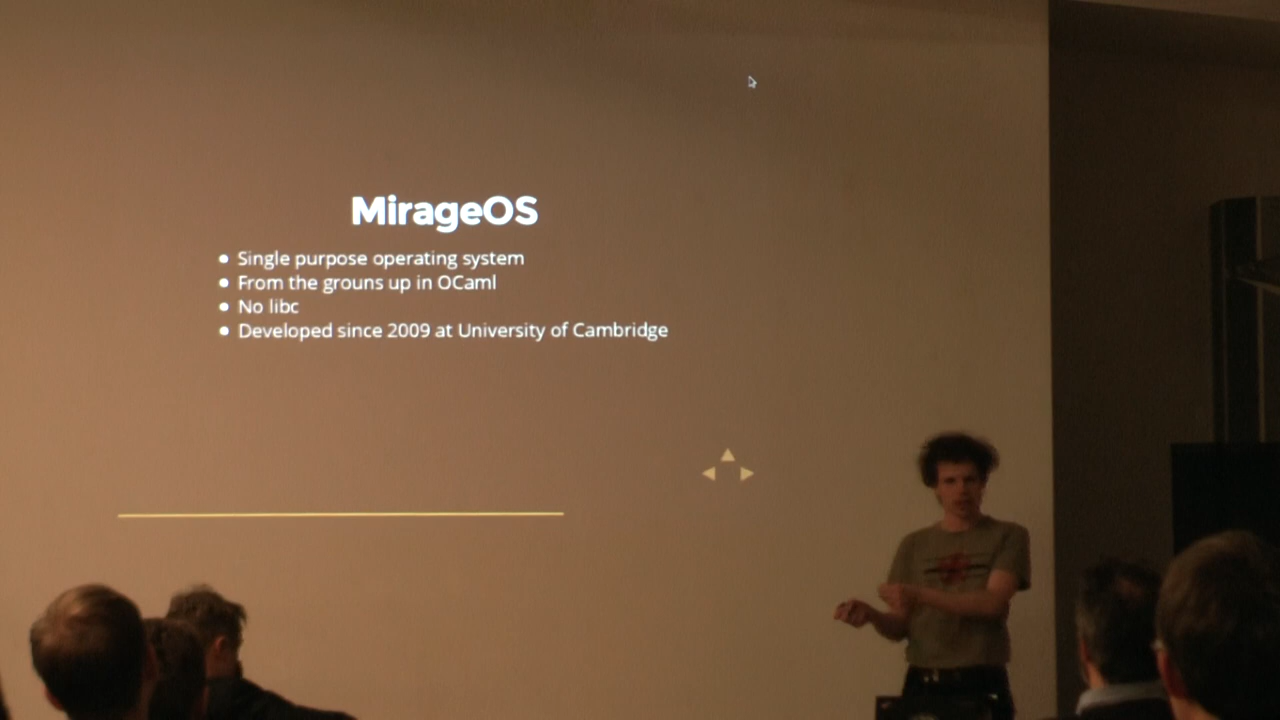 MirageOS
Single purpose operating system
From the grouns up in OCaml
No libc
Developed since 2009 at University of Cambridge